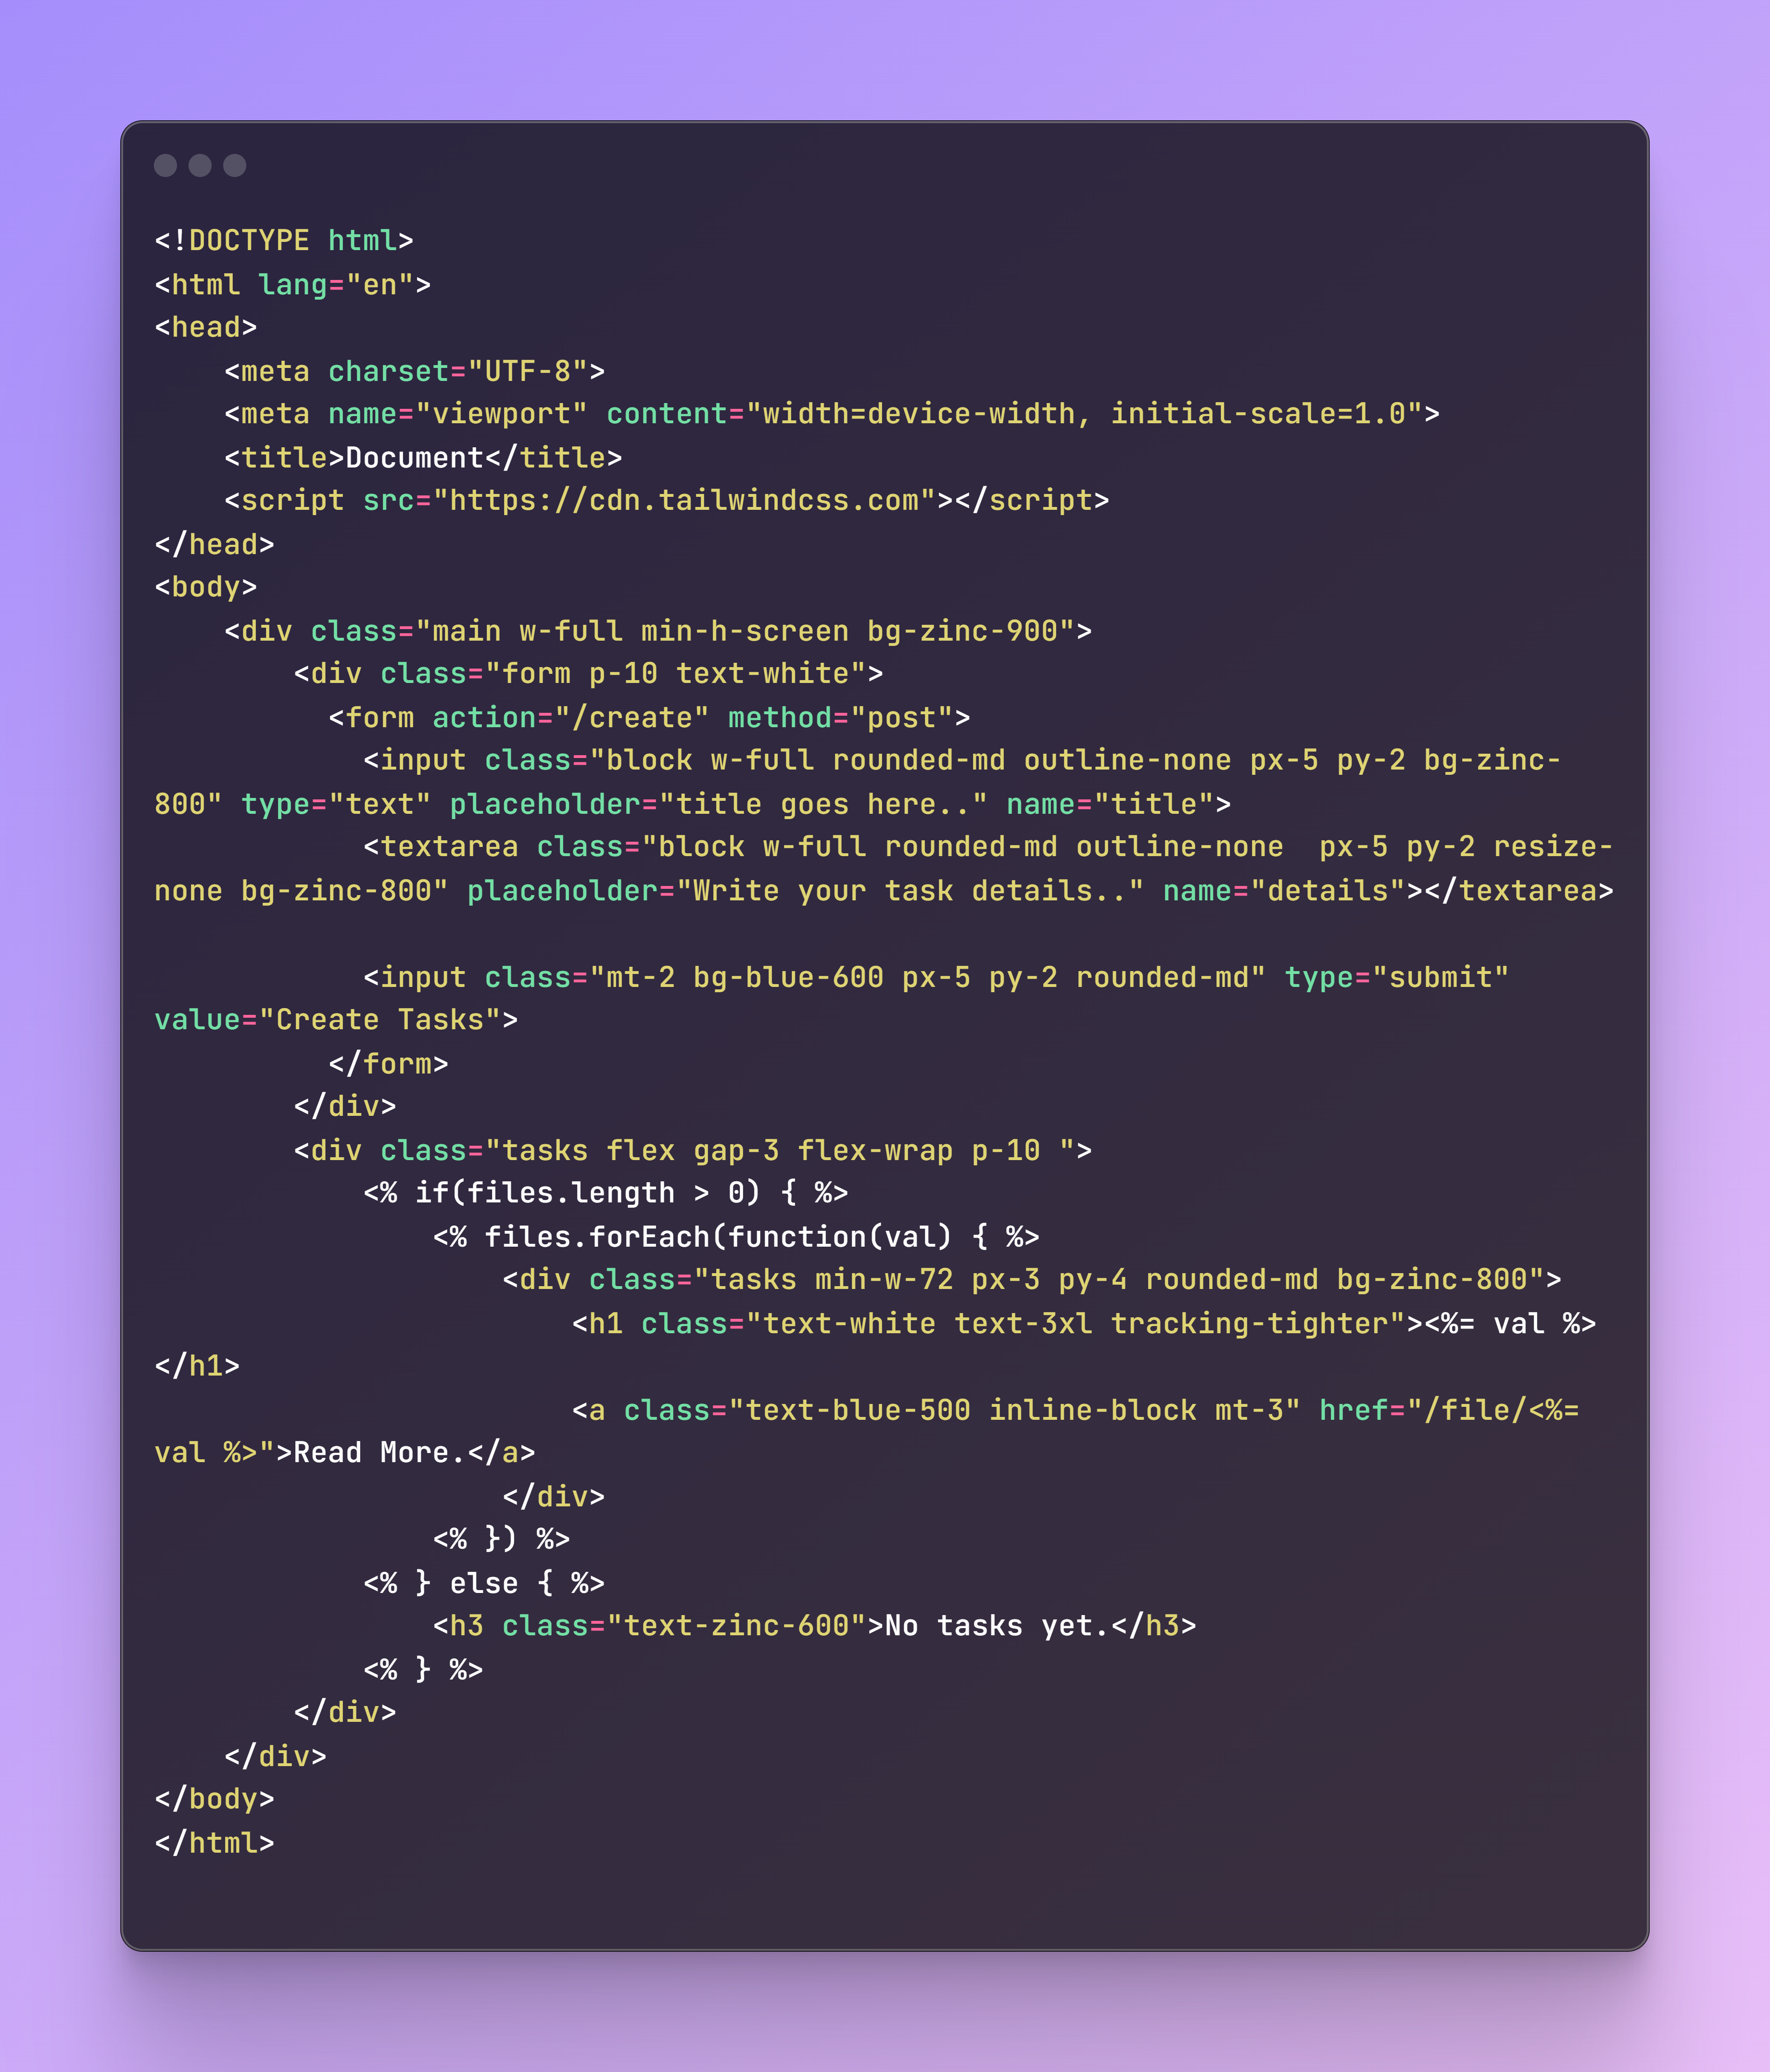 <!DOCTYPE html>
<html lang="en">
<head>
    <meta charset="UTF-8">
    <meta name="viewport" content="width=device-width, initial-scale=1.0">
    <title>Document</title>
    <script src="https://cdn.tailwindcss.com"></script>
</head>
<body>
    <div class="main w-full min-h-screen bg-zinc-900">
        <div class="form p-10 text-white">
          <form action="/create" method="post">
            <input class="block w-full rounded-md outline-none px-5 py-2 bg-zinc-
800" type="text" placeholder="title goes here.." name="title">
            <textarea class="block w-full rounded-md outline-none  px-5 py-2 resize-
none bg-zinc-800" placeholder="Write your task details.." name="details"></textarea>

            <input class="mt-2 bg-blue-600 px-5 py-2 rounded-md" type="submit"
value="Create Tasks">
          </form>
        </div>
        <div class="tasks flex gap-3 flex-wrap p-10 ">
            <% if(files.length > 0) { %>
                <% files.forEach(function(val) { %>
                    <div class="tasks min-w-72 px-3 py-4 rounded-md bg-zinc-800">
                        <h1 class="text-white text-3xl tracking-tighter"><%= val %>
</h1>
                        <a class="text-blue-500 inline-block mt-3" href="/file/<%=
val %>">Read More.</a>
                    </div>
                <% }) %>
            <% } else { %>
                <h3 class="text-zinc-600">No tasks yet.</h3>
            <% } %>
        </div>
    </div>
</body>
</html>